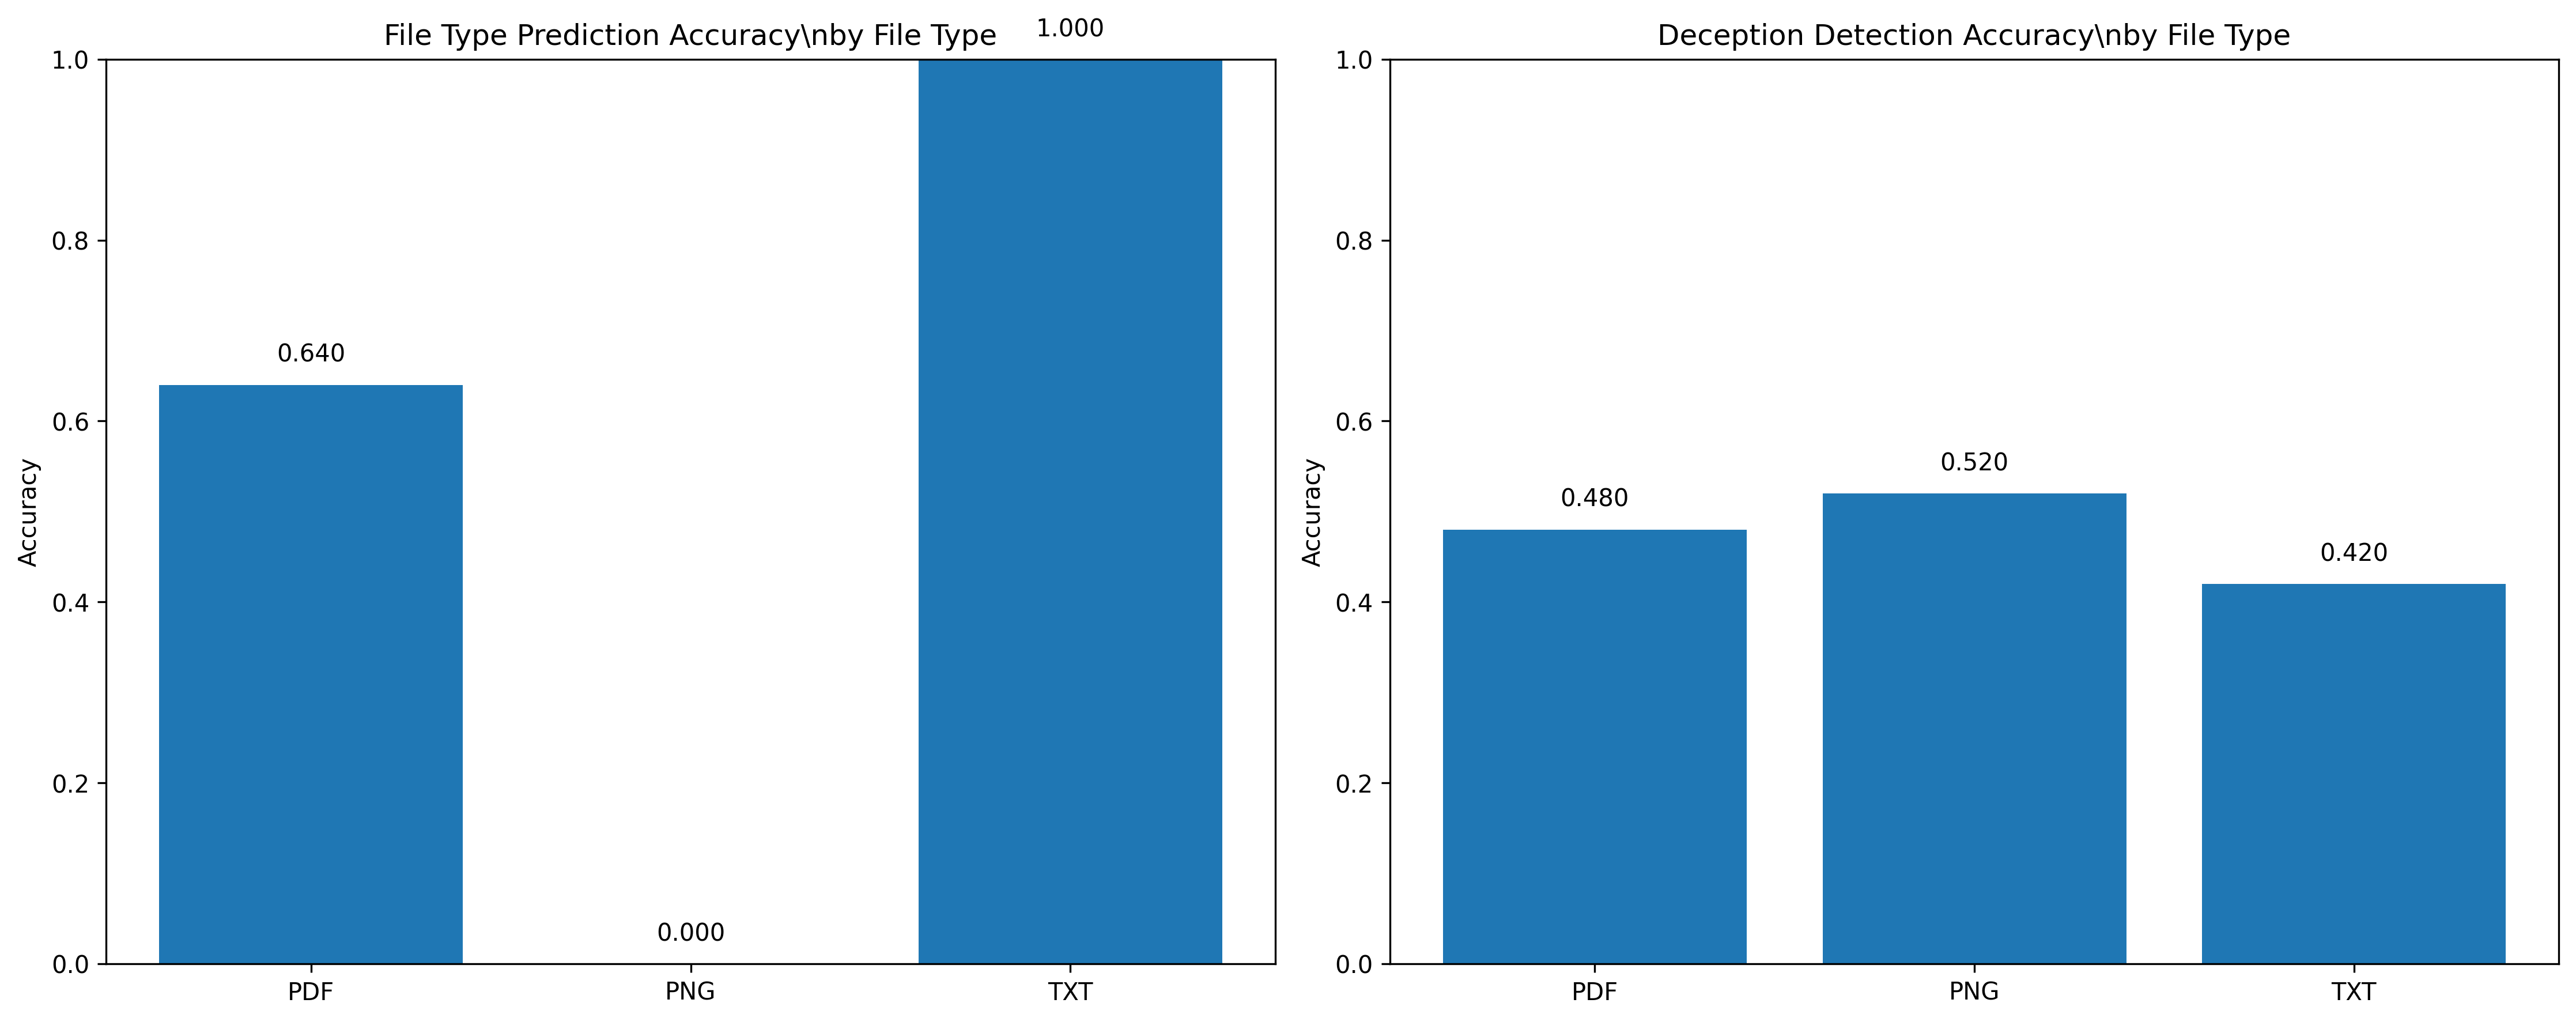 File Type Prediction Accuracy\nby File Type
1.000
1.0
0.8
0.6
0.4
0.2
0.0
Accuracy
0.640
0.000
PDF
PNG
TXT
Deception Detection Accuracy\nby File Type
1.0
0.8
0.6
0.4
0.2
0.0
Accuracy
0.480
0.520
0.420
PDF
PNG
TXT